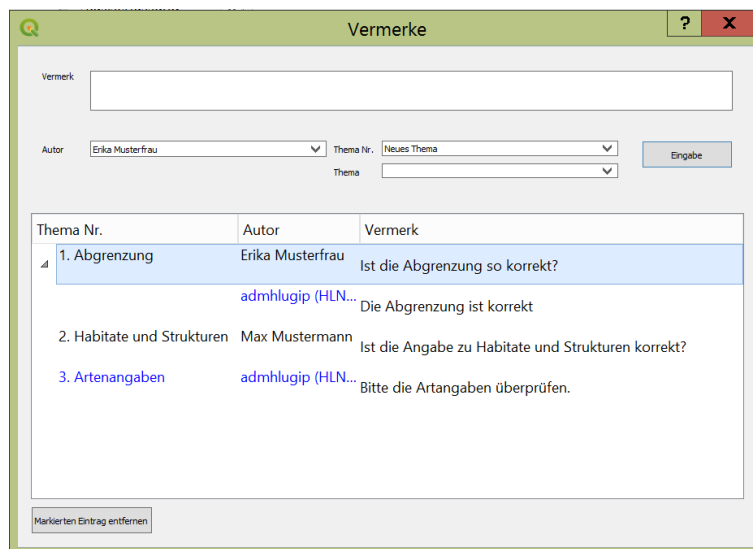 Vermerke
?
X
Vermerk
Autor
Erika Musterfrau
Thema Nr.
Neues Thema
Eingabe
Thema
Thema Nr. Autor Vermerk
1. Abgrenzung Erika Musterfrau Ist die Abgrenzung so korrekt?
admhlugip (HLN... Die Abgrenzung ist korrekt
2. Habitate und Strukturen Max Mustermann Ist die Angabe zu Habitate und Strukturen korrekt?
3. Artenangaben admhlugip (HLN... Bitte die Artangaben überprüfen.
Markierten Eintrag entfernen